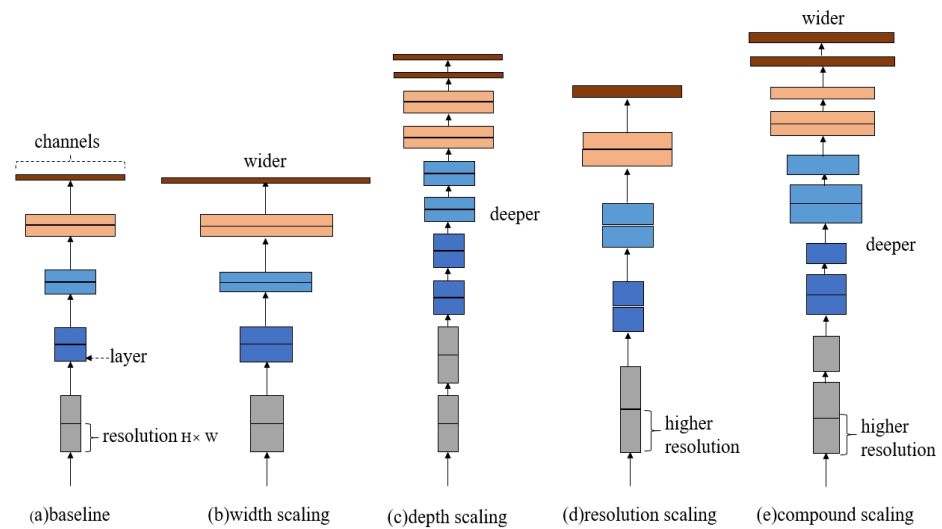 channels
layer
resolution H× W
(a)baseline
wider
(b)width scaling
deeper
(c)depth scaling
higher
resolution
(d)resolution scaling
wider
deeper
higher
resolution
(e)compound scaling